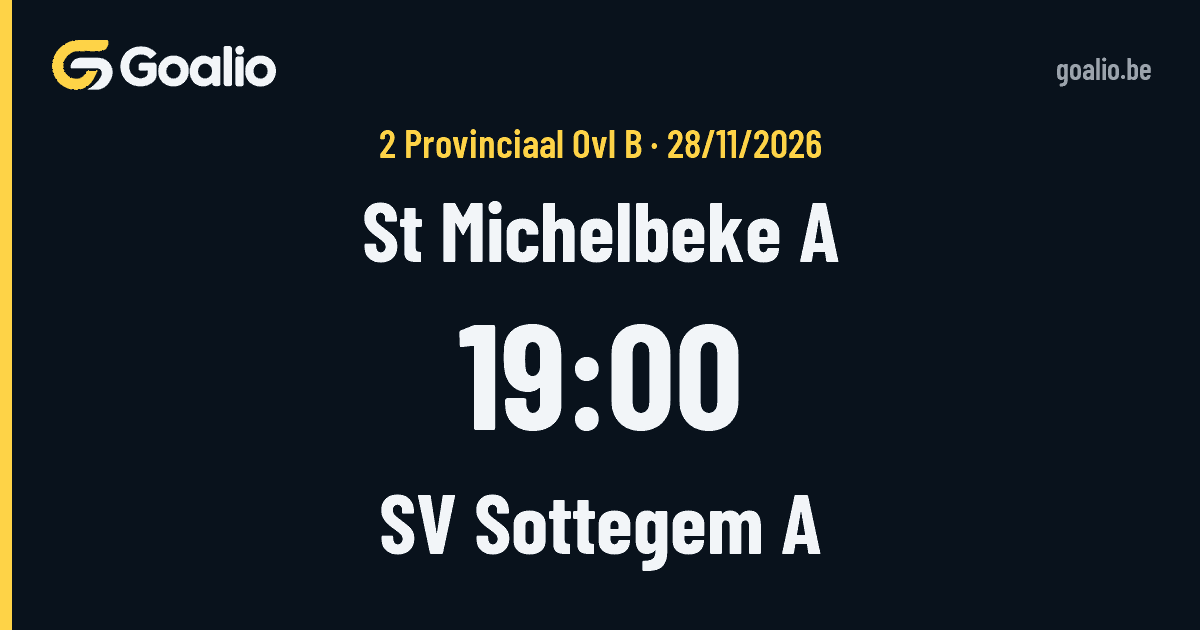 Goalio
goalio.be
2 Provinciaal Ovl B · 28/11/2026
St Michelbeke A
19:00
SV Sottegem A